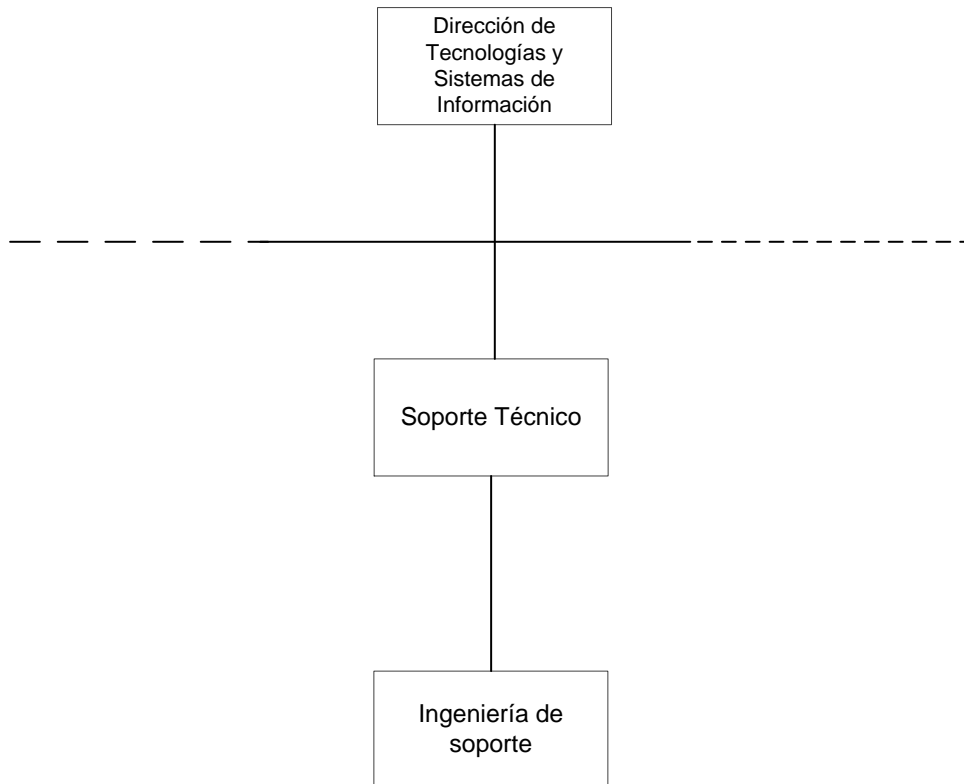 Dirección de
Tecnologías y
Sistemas de
Información
Soporte Técnico
Ingeniería de
soporte